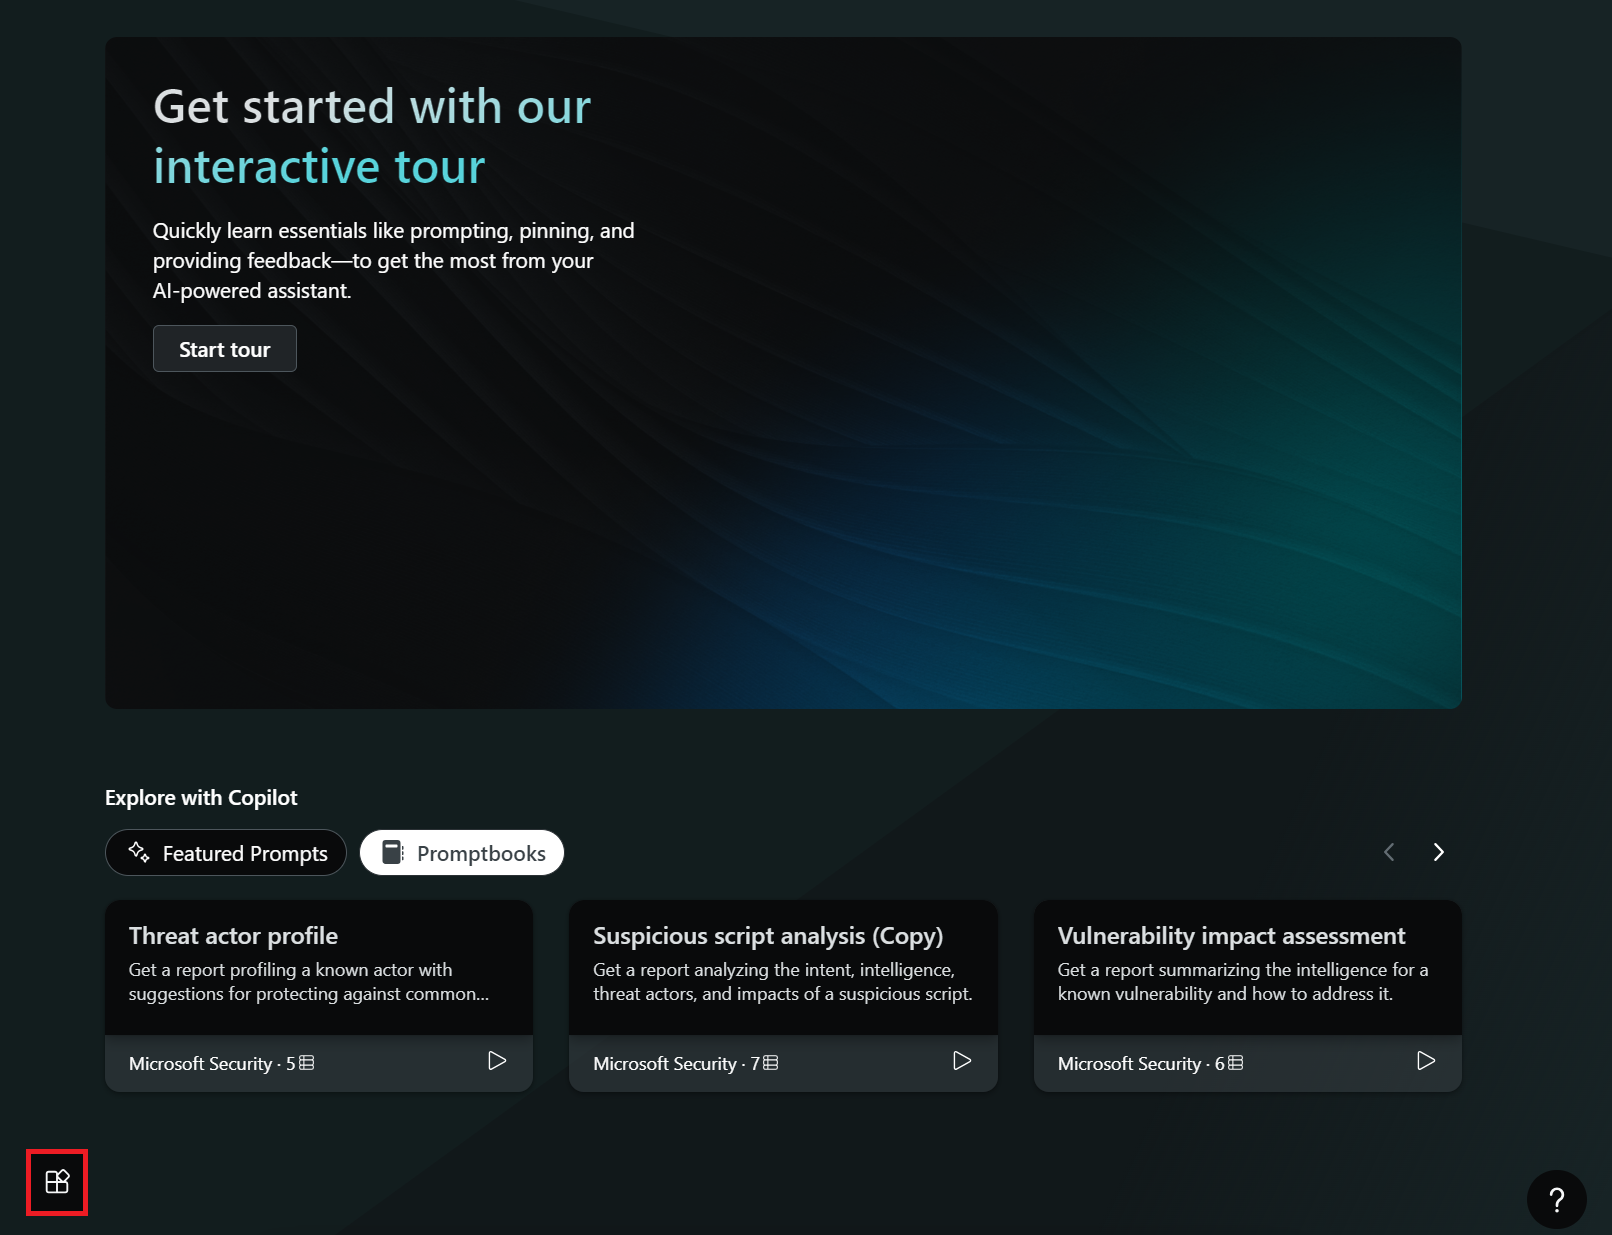 Get started with our
interactive tour
Quickly learn essentials like prompting, pinning, and
providing feedback—to get the most from your
AI-powered assistant.
Start tour
Explore with Copilot
Featured Prompts
Promptbooks
Threat actor profile
Get a report profiling a known actor with
suggestions for protecting against common...
Microsoft Security · 5
Suspicious script analysis (Copy)
Get a report analyzing the intent, intelligence,
threat actors, and impacts of a suspicious script.
Microsoft Security · 7
Vulnerability impact assessment
Get a report summarizing the intelligence for a
known vulnerability and how to address it.
Microsoft Security · 6
?